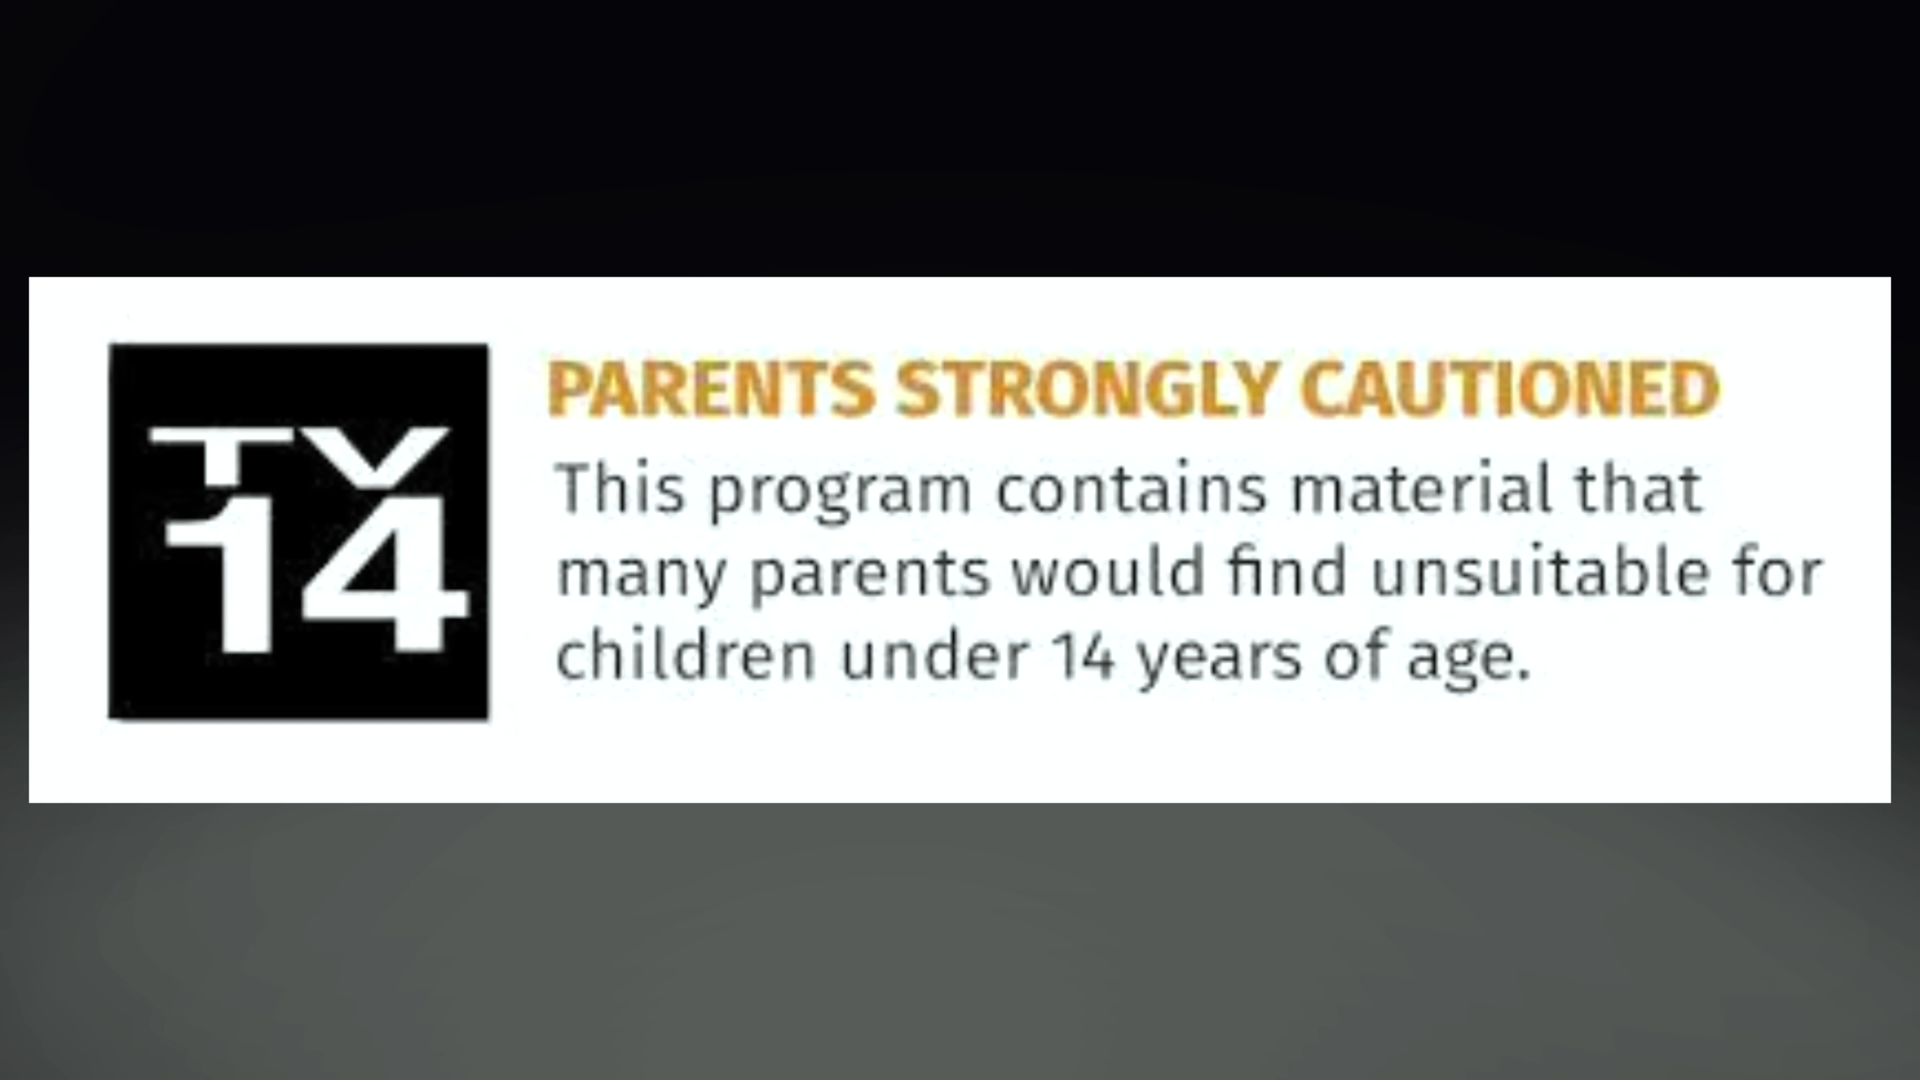 TV
14
PARENTS STRONGLY CAUTIONED
This program contains material that
many parents would find unsuitable for
children under 14 years of age.